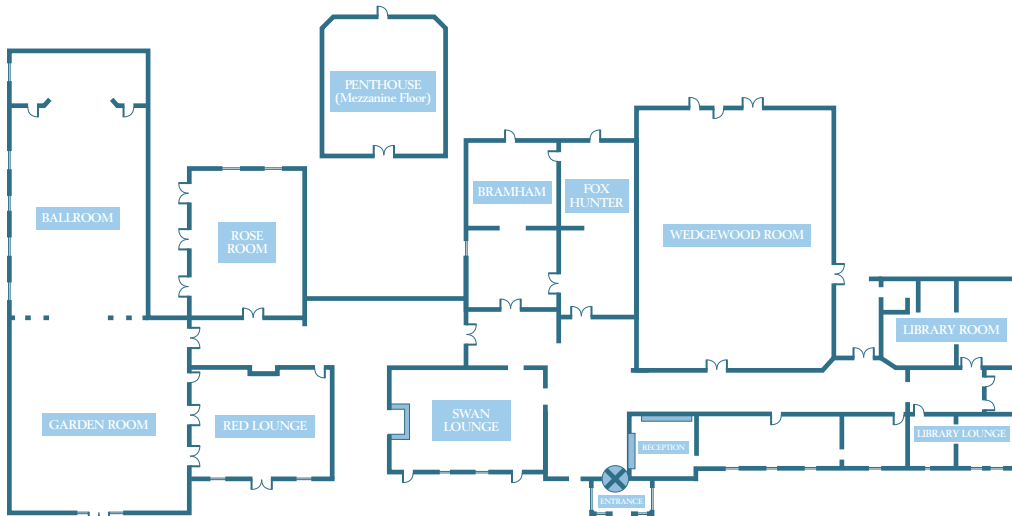 PENTHOUSE
(Mezzanine Floor)
BRAMHAM
FOX
HUNTER
BALLROOM
ROSE
ROOM
WEDGEWOOD ROOM
LIBRARY ROOM
GARDEN ROOM
RED LOUNGE
SWAN
LOUNGE
RECEPTION
LIBRARY LOUNGE
ENTRANCE